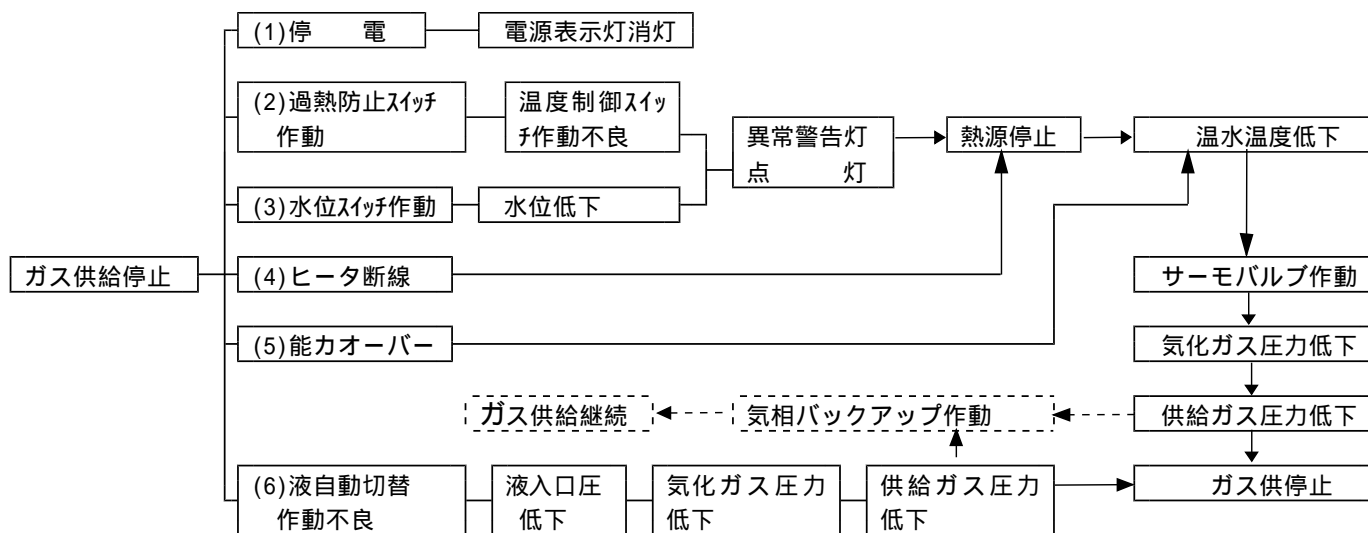 (1)停　　電
電源表示灯消灯
(2)過熱防止ｽｲｯﾁ
作動
温度制御ｽｲｯ
ﾁ作動不良
異常警告灯
点　　　灯
熱源停止
温水温度低下
(3)水位ｽｲｯﾁ作動
水位低下
ガス供給停止
(4)ヒータ断線
サーモバルブ作動
(5)能力オーバー
気化ガス圧力低下
ガス供給継続
気相バックアップ作動
供給ガス圧力低下
(6)液自動切替
作動不良
液入口圧
低下
気化ガス圧力
低下
供給ガス圧力
低下
ガス供停止